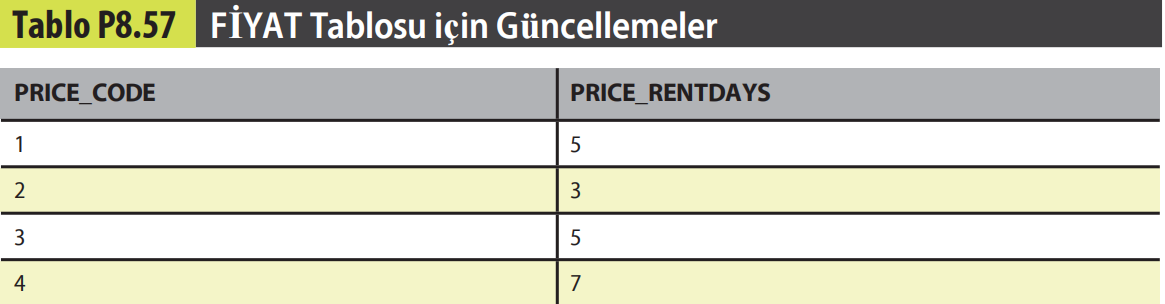 Tablo P8.57 FİYAT Tablosu için Güncellemeler
PRICE_CODE PRICE_RENTDAYS
1 5
2 3
3 5
4 7